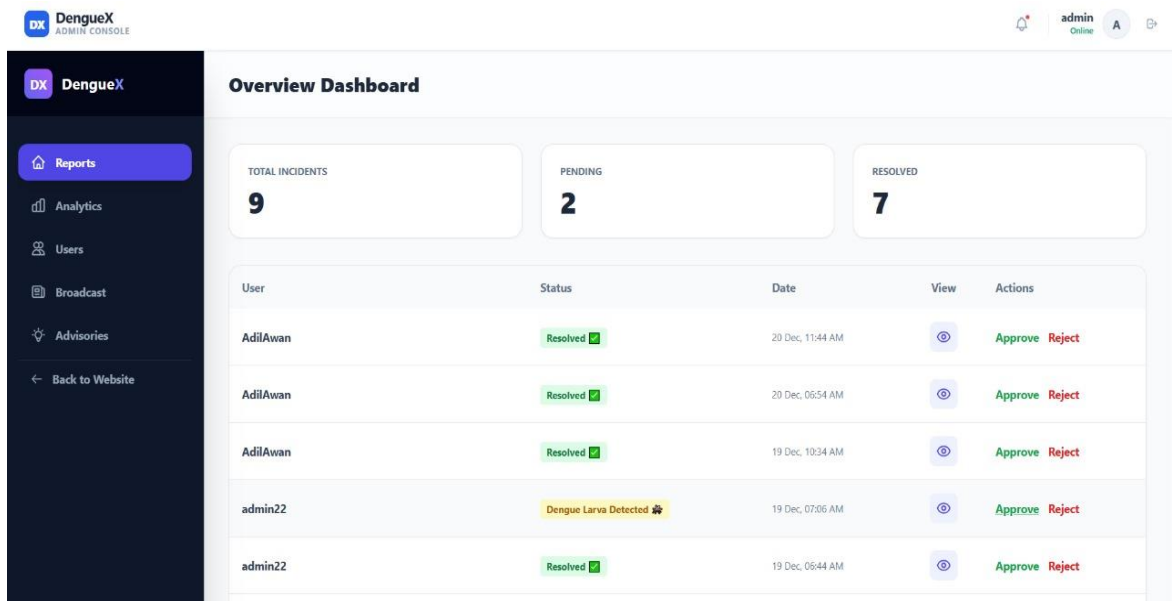 DX DengueX
ADMIN CONSOLE
admin
Online
A
DX DengueX
Overview Dashboard
Reports
Analytics
Users
Broadcast
Advisories
Back to Website
TOTAL INCIDENTS
9
PENDING
2
RESOLVED
7
User Status Date View Actions
AdilAwan Resolved ✅ 20 Dec, 11:44 AM Approve Reject
AdilAwan Resolved ✅ 20 Dec, 06:54 AM Approve Reject
AdilAwan Resolved ✅ 19 Dec, 10:34 AM Approve Reject
admin22 Dengue Larva Detected 🦟 19 Dec, 07:06 AM Approve Reject
admin22 Resolved ✅ 19 Dec, 06:44 AM Approve Reject